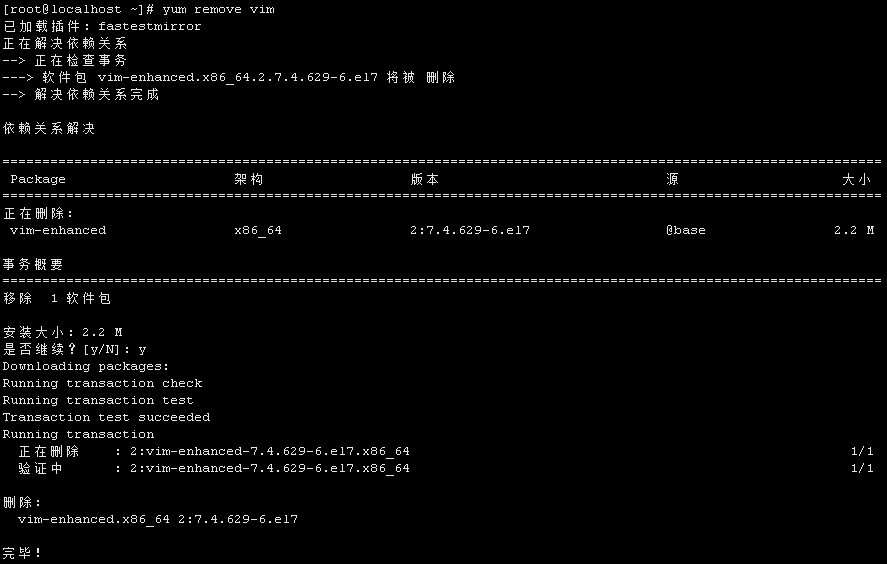 [root@localhost ~]# yum remove vim
已加载插件：fastestmirror
正在解决依赖关系
--> 正在检查事务
---> 软件包 vim-enhanced.x86_64.2.7.4.629-6.el7 将被 删除
--> 解决依赖关系完成
依赖关系解决
================================================================================
Package 架构 版本 源 大小
================================================================================
正在删除:
vim-enhanced x86_64 2:7.4.629-6.el7 @base 2.2 M
事务概要
================================================================================
移除  1 软件包
安装大小：2.2 M
是否继续？[y/N]：y
Downloading packages:
Running transaction check
Running transaction test
Transaction test succeeded
Running transaction
正在删除    : 2:vim-enhanced-7.4.629-6.el7.x86_64 1/1
验证中      : 2:vim-enhanced-7.4.629-6.el7.x86_64 1/1
删除:
vim-enhanced.x86_64 2:7.4.629-6.el7
完毕！